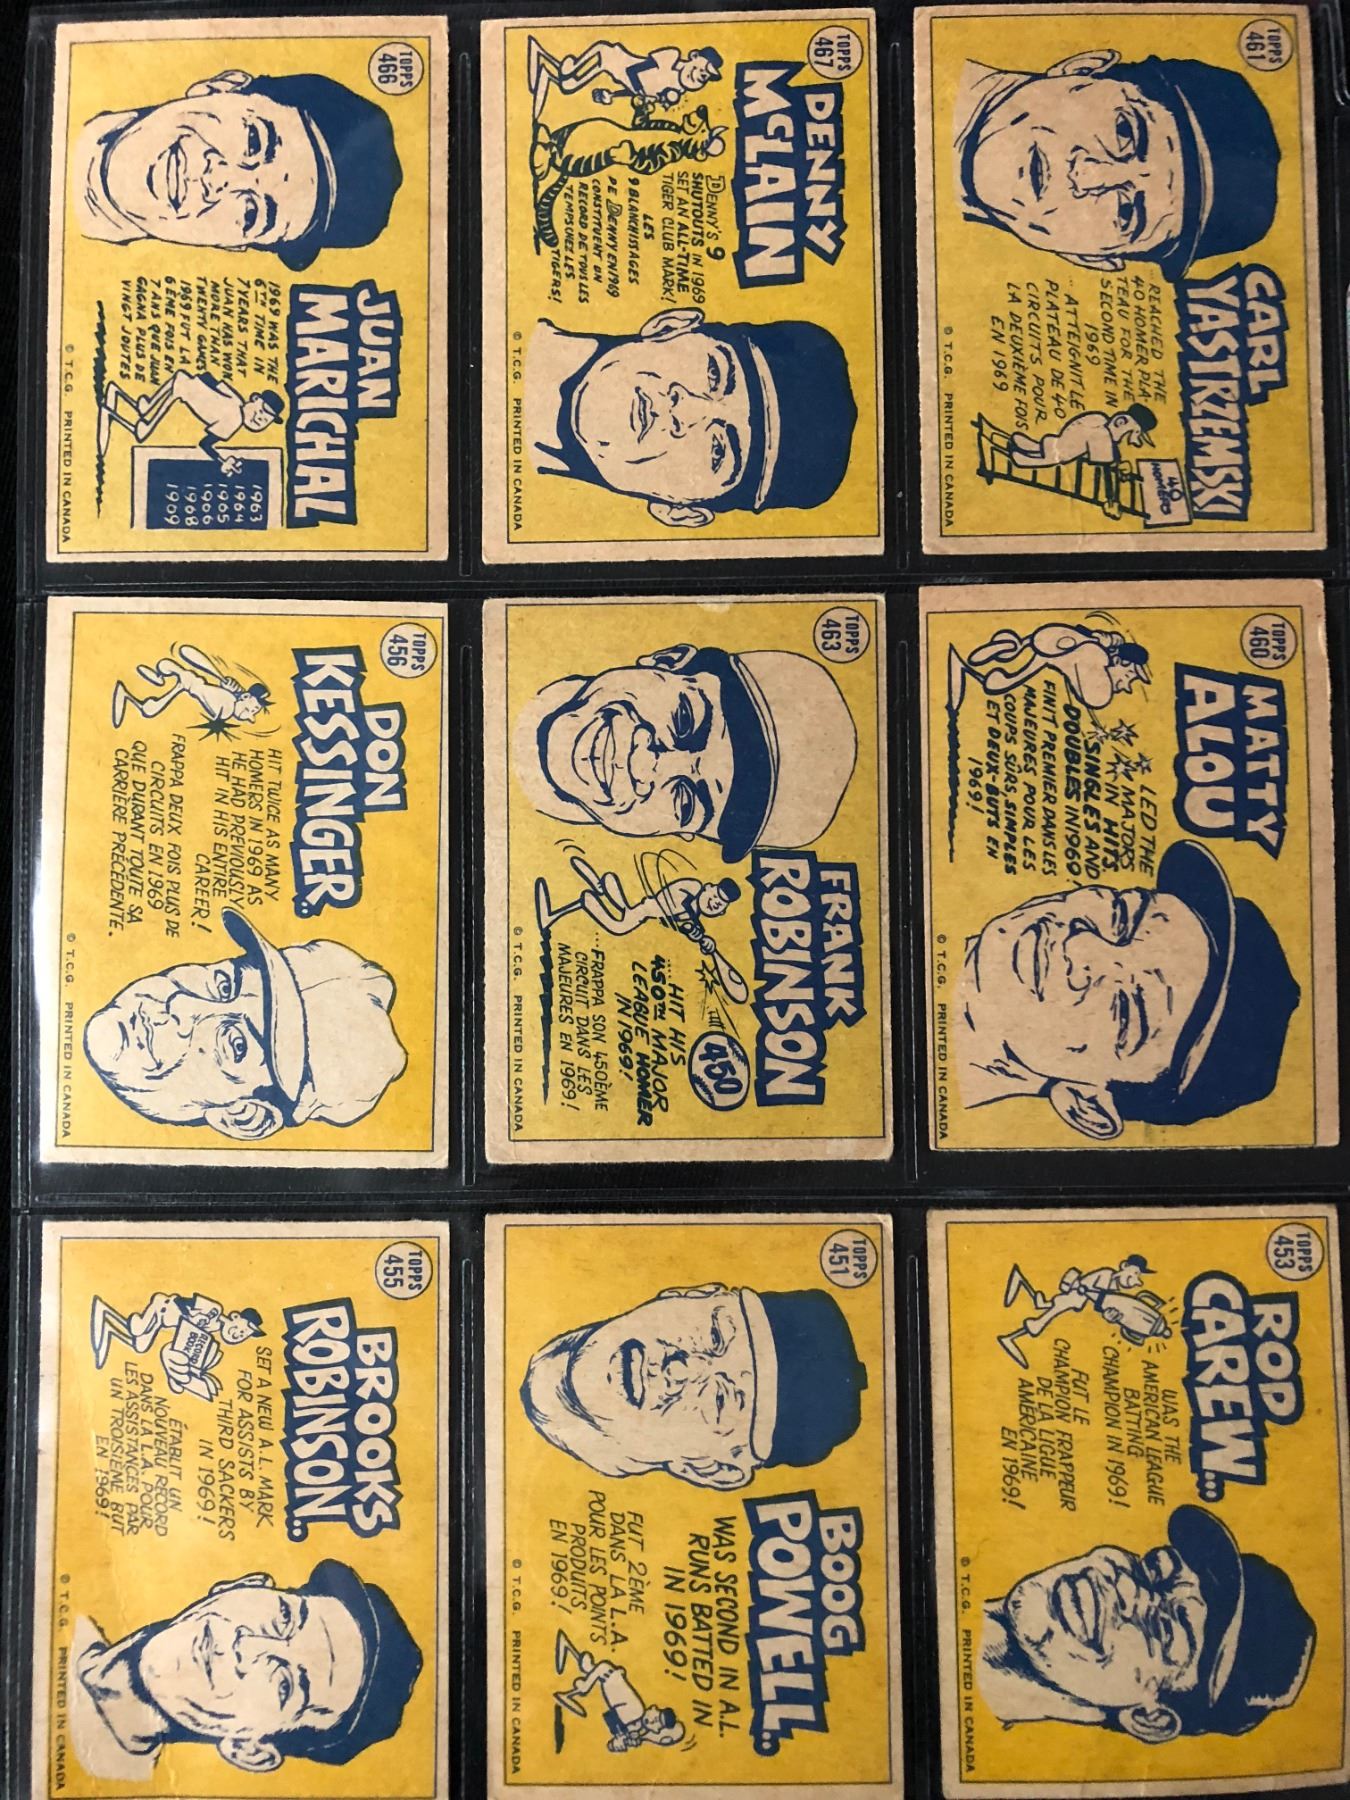 TOPPS
461
CARL
YASTRZEMSKI
...REACHED THE
40 HOMER PLA-
TEAU FOR THE
SECOND TIME IN
1969
...ATTEIGNIT LE
PLATEAU DE 40
CIRCUITS POUR
LA DEUXIÈME FOIS
EN 1969
40
HOMERS
© T.C.G. PRINTED IN CANADA
TOPPS
460
MATTY
ALOU
LED THE
MAJORS
IN HITS
SINGLES AND
DOUBLES IN 1969!
FINIT PREMIER DANS LES
MAJEURES POUR LES
COUPS SÛRS, SIMPLES
ET DEUX-BUTS EN
1969!
© T.C.G. PRINTED IN CANADA
TOPPS
453
ROD
CAREW...
WAS THE
AMERICAN LEAGUE
BATTING
CHAMPION IN 1969!
FUT LE
CHAMPION FRAPPEUR
DE LA LIGUE
AMÉRICAINE
EN 1969!
© T.C.G. PRINTED IN CANADA
TOPPS
467
DENNY
McLAIN
DENNY'S 9
SHUTOUTS IN 1969
SET AN ALL-TIME
TIGER CLUB MARK!
LES
9 BLANCHISSAGES
DE DENNY EN 1969
CONSTITUENT UN
RECORD DE TOUS LES
TEMPS CHEZ LES
TIGERS!
© T.C.G. PRINTED IN CANADA
TOPPS
463
FRANK
ROBINSON
450
....HIT HIS
450TH MAJOR
LEAGUE HOMER
IN 1969!
...FRAPPA SON 450ÈME
CIRCUIT DANS LES
MAJEURES EN 1969!
© T.C.G. PRINTED IN CANADA
TOPPS
451
BOOG
POWELL...
WAS SECOND IN A.L.
RUNS BATTED IN
IN 1969!
FUT 2ÈME
DANS LA L.A.
POUR LES POINTS
PRODUITS
EN 1969!
© T.C.G. PRINTED IN CANADA
TOPPS
466
JUAN
MARICHAL
1969 WAS THE
6TH TIME IN
7 YEARS THAT
JUAN HAS WON
MORE THAN
TWENTY GAMES
1969 FUT LA
6ÈME FOIS EN
7 ANS QUE JUAN
GAGNA PLUS DE
VINGT JOUTES
1963
1964
1965
1966
1968
1969
© T.C.G. PRINTED IN CANADA
TOPPS
456
DON
KESSINGER..
HIT TWICE AS MANY
HOMERS IN 1969 AS
HE HAD PREVIOUSLY
HIT IN HIS ENTIRE
CAREER!
FRAPPA DEUX FOIS PLUS DE
CIRCUITS EN 1969
QUE DURANT TOUTE SA
CARRIÈRE PRÉCÉDENTE.
© T.C.G. PRINTED IN CANADA
TOPPS
455
BROOKS
ROBINSON..
SET A NEW A.L. MARK
FOR ASSISTS BY
THIRD SACKERS
IN 1969!
RECORD
BOOK
ÉTABLIT UN
NOUVEAU RECORD
DANS LA L.A. POUR
LES ASSISTANCES PAR
UN TROISIÈME BUT
EN 1969!
© T.C.G. PRINTED IN CANADA